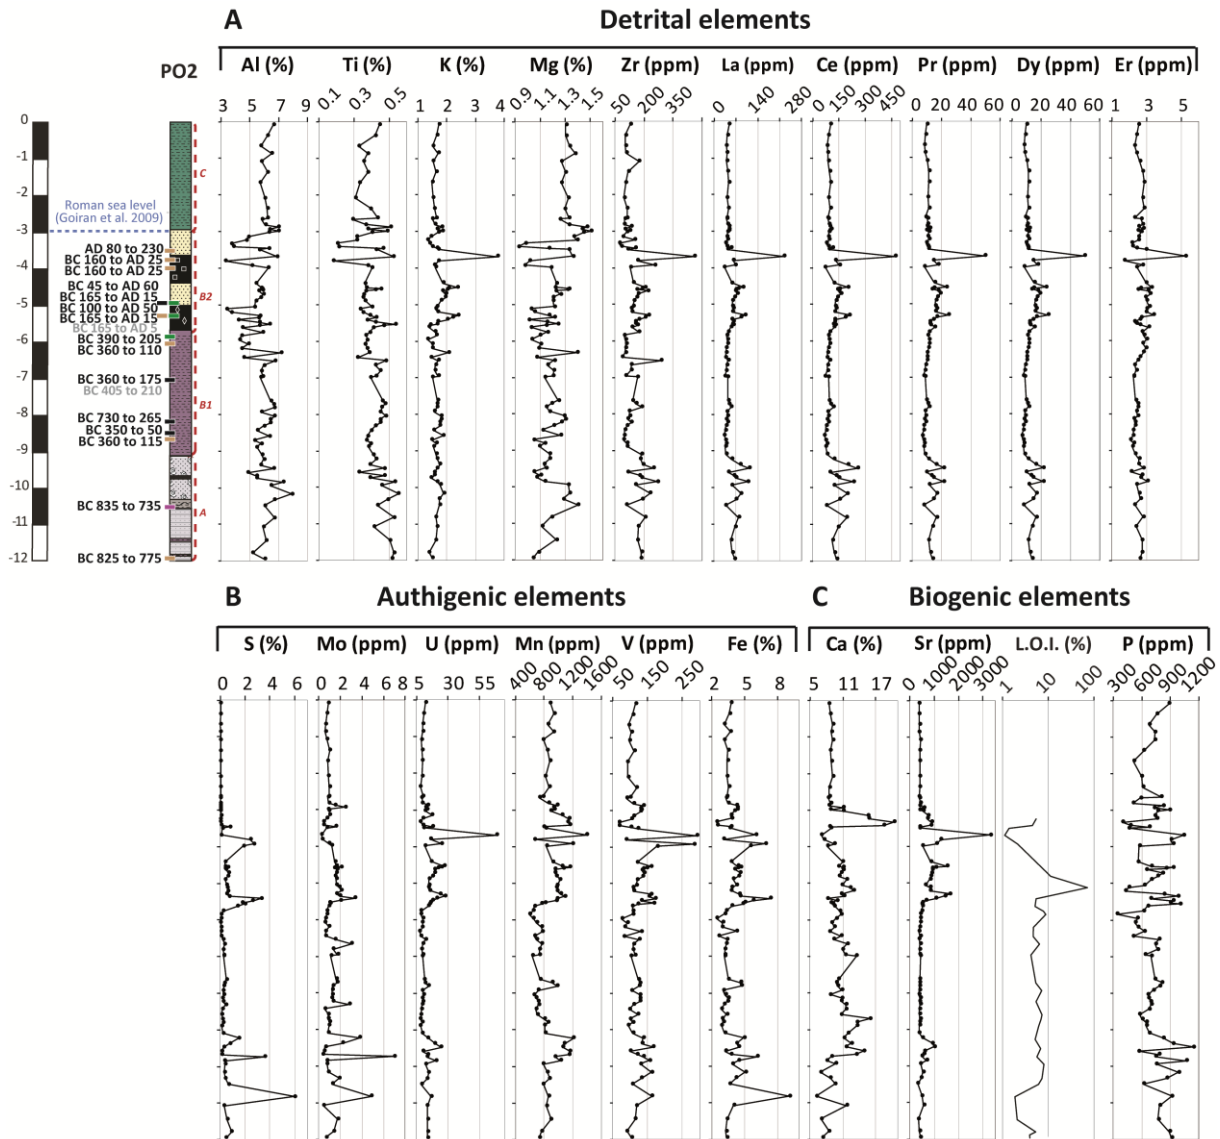 A Detrital elements
PO2
Al (%) Ti (%) K (%) Mg (%) Zr (ppm) La (ppm) Ce (ppm) Pr (ppm) Dy (ppm) Er (ppm)
3 5 7 9 0.1 0.3 0.5 1 2 3 4 0.9 1.1 1.3 1.5 50 200 350 0 140 280 0 150 300 450 0 20 40 60 0 20 40 60 1 3 5
0
-1
C
-2
Roman sea level
(Goiran et al. 2009)
-3
AD 80 to 230
BC 160 to AD 25
-4
BC 160 to AD 25
BC 45 to AD 60
BC 165 to AD 15
B2
-5
BC 100 to AD 50
BC 165 to AD 15
BC 165 to AD 5
BC 390 to 205
-6
BC 360 to 110
-7
BC 360 to 175
BC 405 to 210
B1
-8
BC 730 to 265
BC 350 to 50
BC 360 to 115
-9
-10
BC 835 to 735
A
-11
-12
BC 825 to 775
B Authigenic elements C Biogenic elements
S (%) Mo (ppm) U (ppm) Mn (ppm) V (ppm) Fe (%) Ca (%) Sr (ppm) L.O.I. (%) P (ppm)
0 2 4 6 0 2 4 6 8 5 30 55 400 800 1200 1600 50 150 250 2 5 8 5 11 17 0 1000 2000 3000 1 10 100 300 600 900 1200